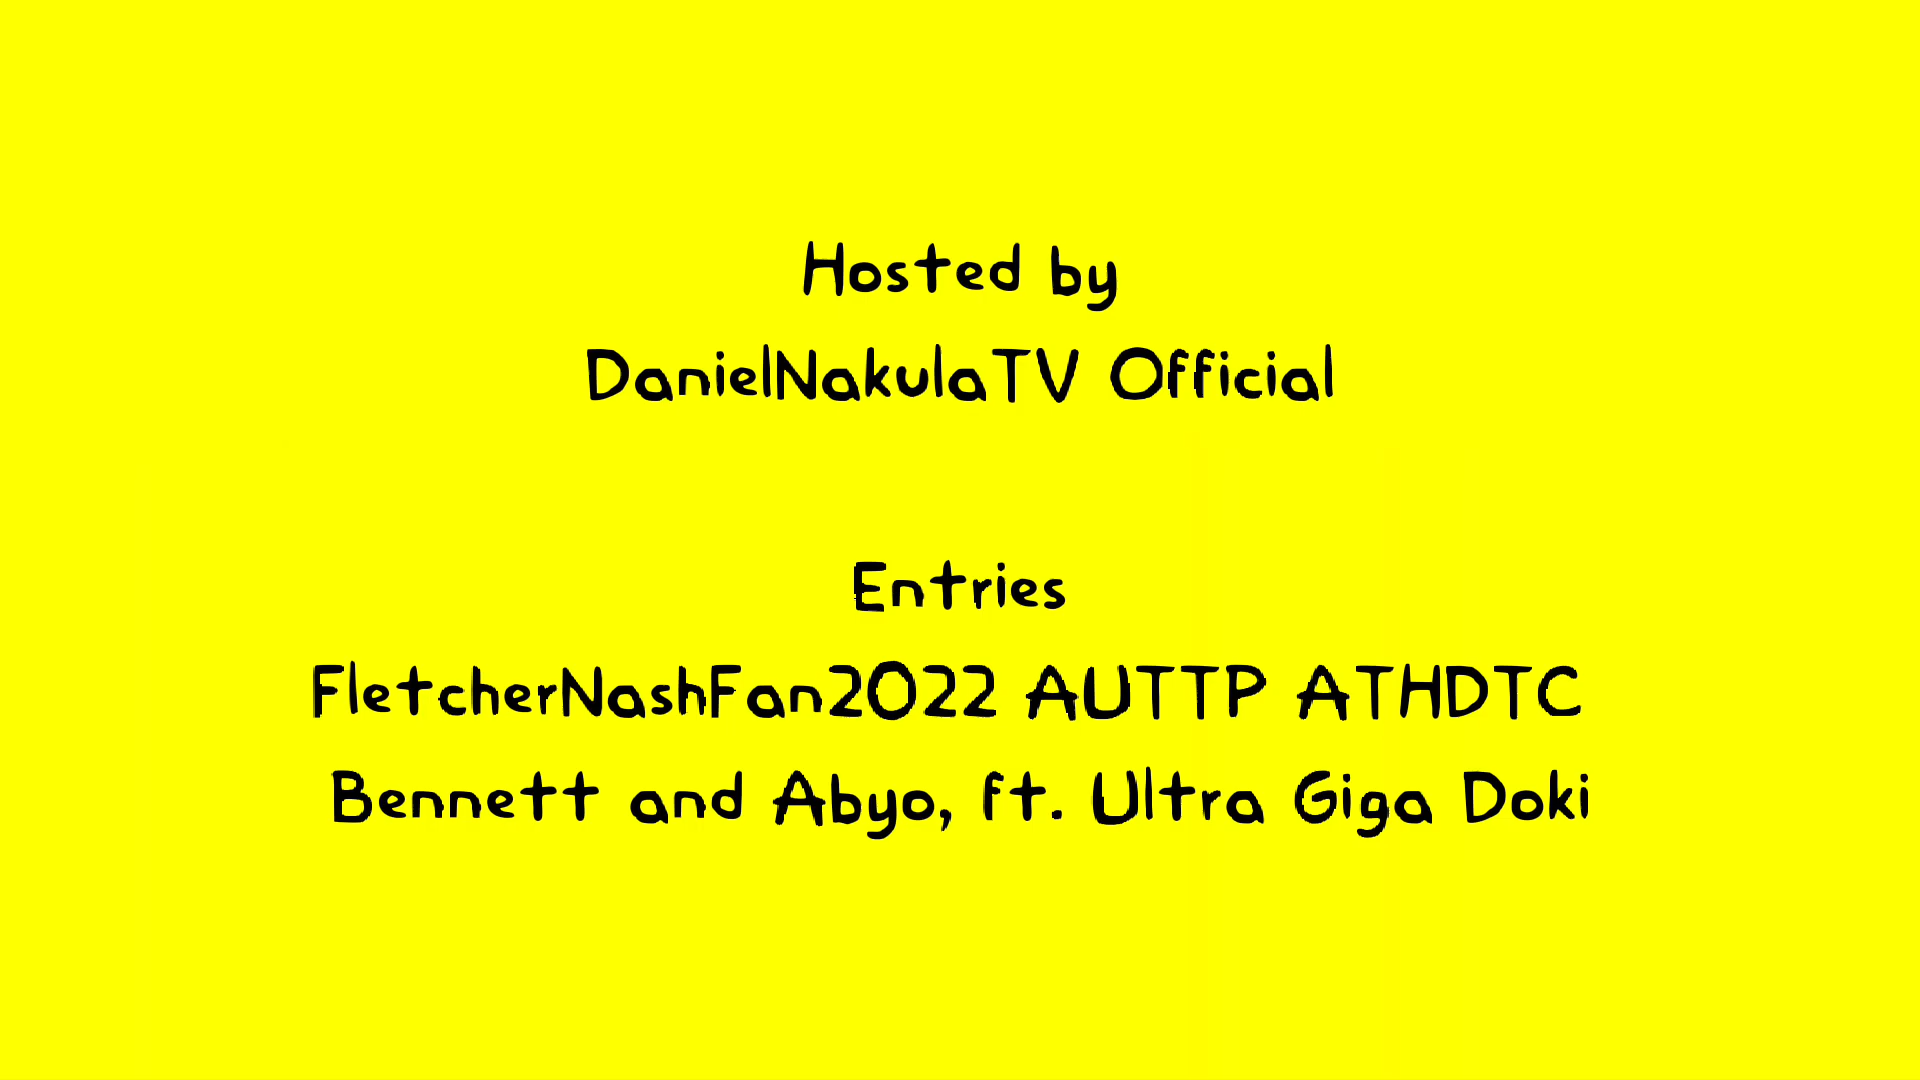 Hosted by
DanielNakulaTV Official
Entries
FletcherNashFan2022 AUTTP ATHDTC
Bennett and Abyo, ft. Ultra Giga Doki